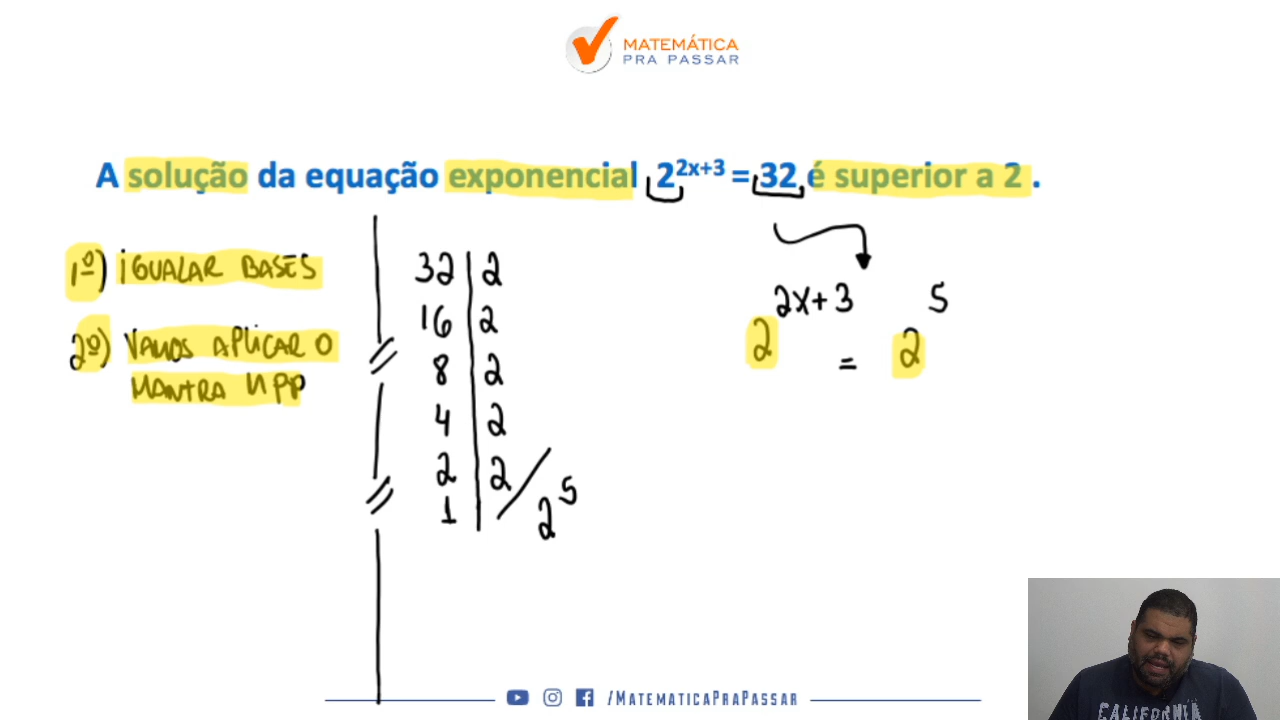 MATEMÁTICA
PRA PASSAR
A solução da equação exponencial 2^{2x+3} = 32 é superior a 2 .
1º) IGUALAR BASES
2º) VAMOS APLICAR O
MANTRA MPP
32 | 2
16 | 2
8 | 2
4 | 2
2 | 2
1 | 2^5
2^{2x+3} = 2^5
/MATEMATICAPRAPASSAR
CALIFORNIA